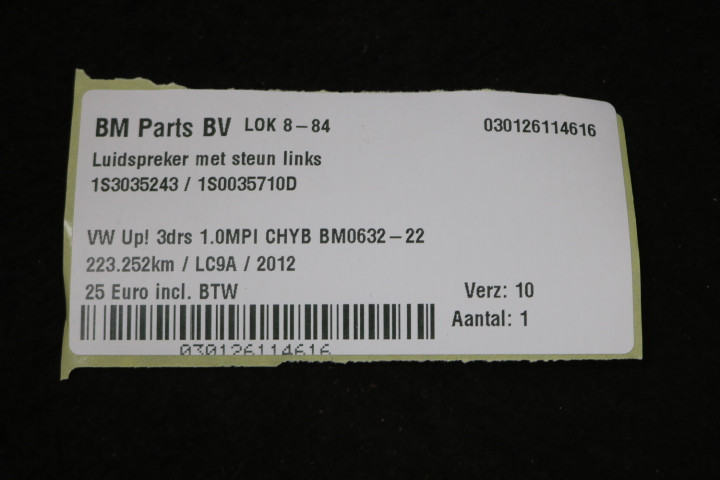 BM Parts BV LOK 8-84 030126114616
Luidspreker met steun links
1S3035243 / 1S0035710D
VW Up! 3drs 1.0MPI CHYB BM0632-22
223.252km / LC9A / 2012
25 Euro incl. BTW Verz: 10
Aantal: 1
030126114616